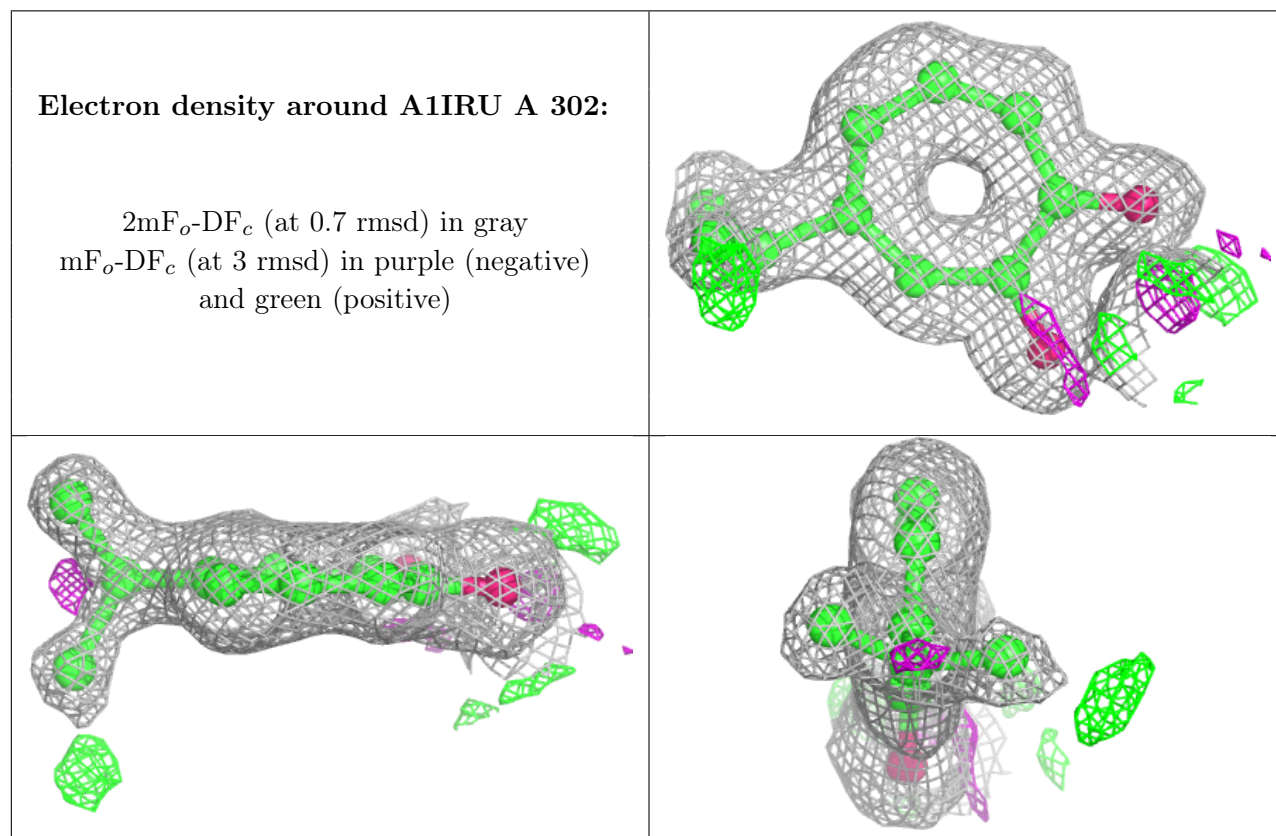 Electron density around A1IRU A 302:
2mFo-DFc (at 0.7 rmsd) in gray
mFo-DFc (at 3 rmsd) in purple (negative)
and green (positive)